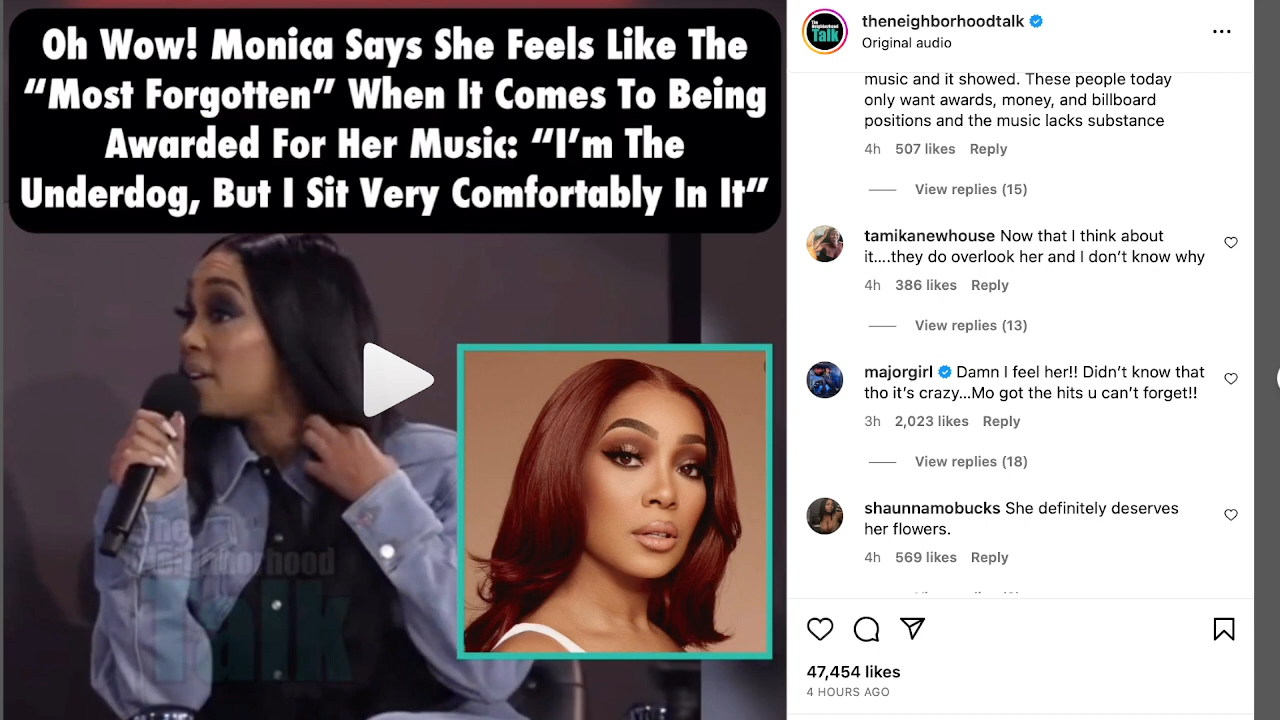 Oh Wow! Monica Says She Feels Like The
“Most Forgotten” When It Comes To Being
Awarded For Her Music: “I’m The
Underdog, But I Sit Very Comfortably In It”
The
Neighborhood
Talk
The
Neighborhood
Talk
theneighborhoodtalk
Original audio
music and it showed. These people today
only want awards, money, and billboard
positions and the music lacks substance
4h 507 likes Reply
View replies (15)
tamikanewhouse Now that I think about
it....they do overlook her and I don’t know why
4h 386 likes Reply
View replies (13)
majorgirl Damn I feel her!! Didn’t know that
tho it’s crazy...Mo got the hits u can’t forget!!
3h 2,023 likes Reply
View replies (18)
shaunnamobucks She definitely deserves
her flowers.
4h 569 likes Reply
47,454 likes
4 HOURS AGO